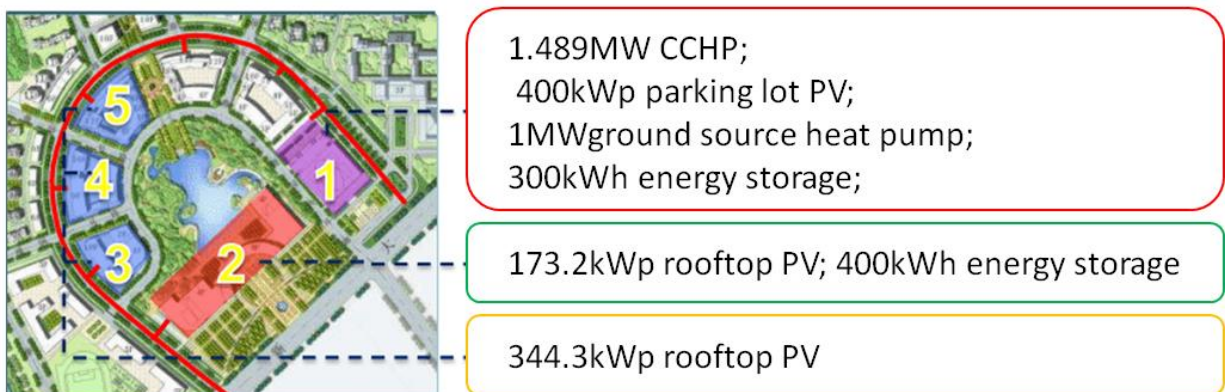 5
4
3
2
1
1.489MW CCHP;
400kWp parking lot PV;
1MWground source heat pump;
300kWh energy storage;
173.2kWp rooftop PV; 400kWh energy storage
344.3kWp rooftop PV